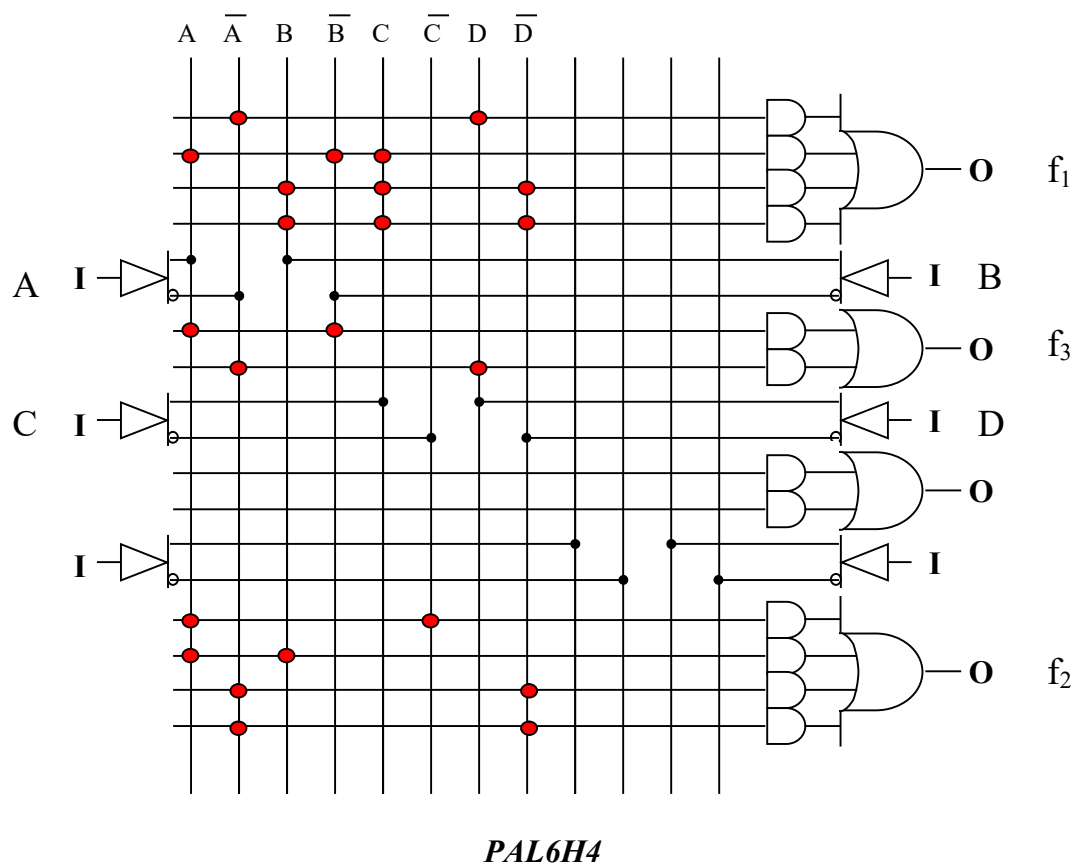 A A̅ B B̅ C C̅ D D̅
O f₁
A I I B
O f₃
C I I D
O
I I
O f₂
PAL6H4